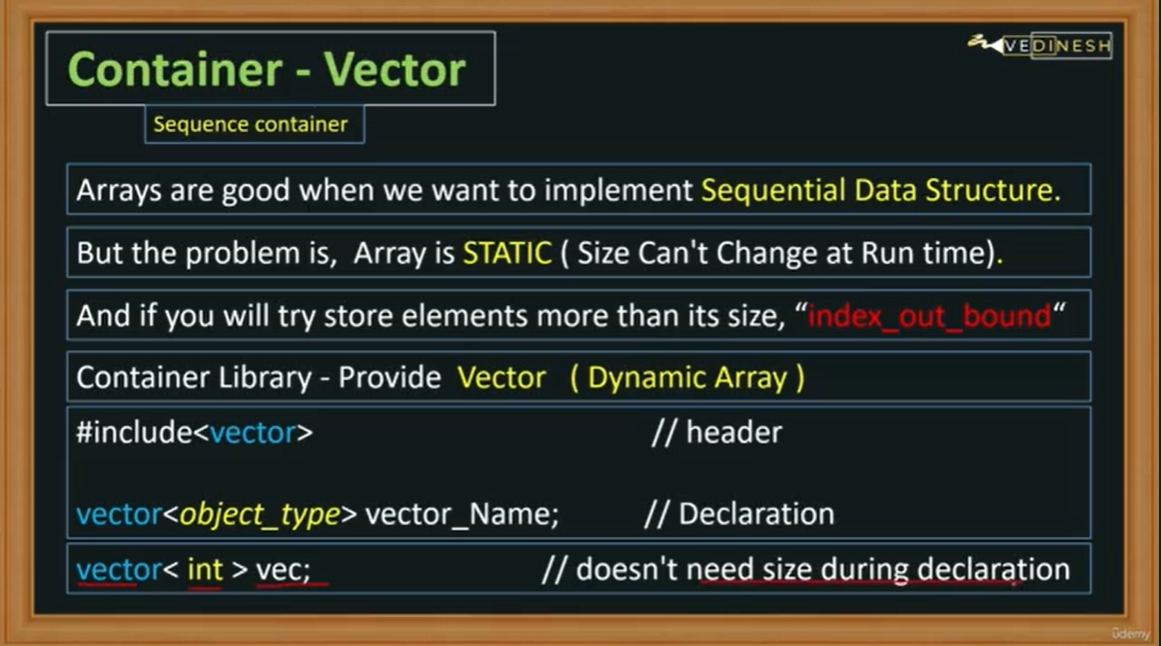 Container - Vector
VEDINESH
Sequence container
Arrays are good when we want to implement Sequential Data Structure.
But the problem is, Array is STATIC ( Size Can't Change at Run time).
And if you will try store elements more than its size, “index_out_bound“
Container Library - Provide Vector ( Dynamic Array )
#include<vector> // header
vector<object_type> vector_Name; // Declaration
vector< int > vec; // doesn't need size during declaration
ûdemy